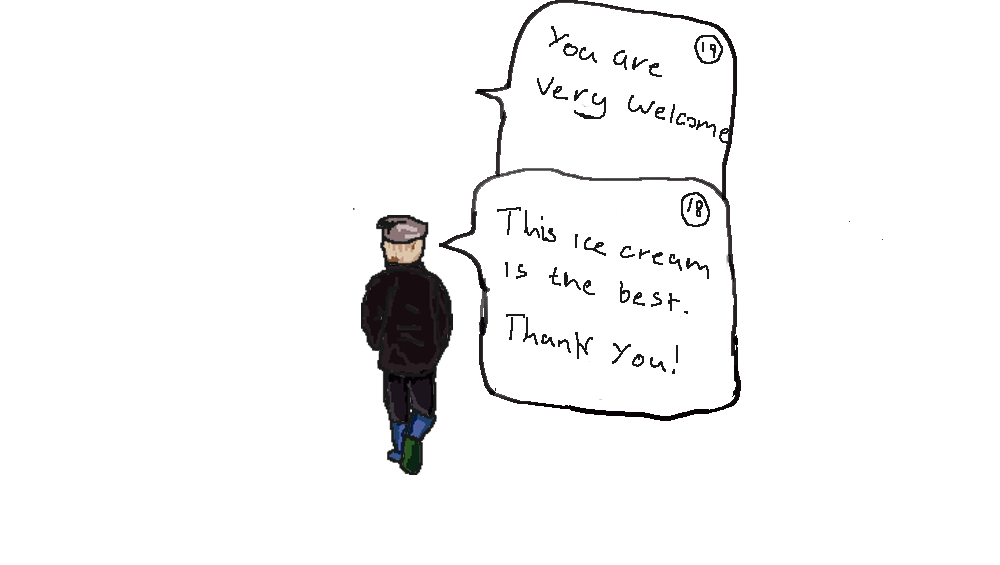 You are 19
Very Welcome
This ice cream 18
is the best.
Thank You!